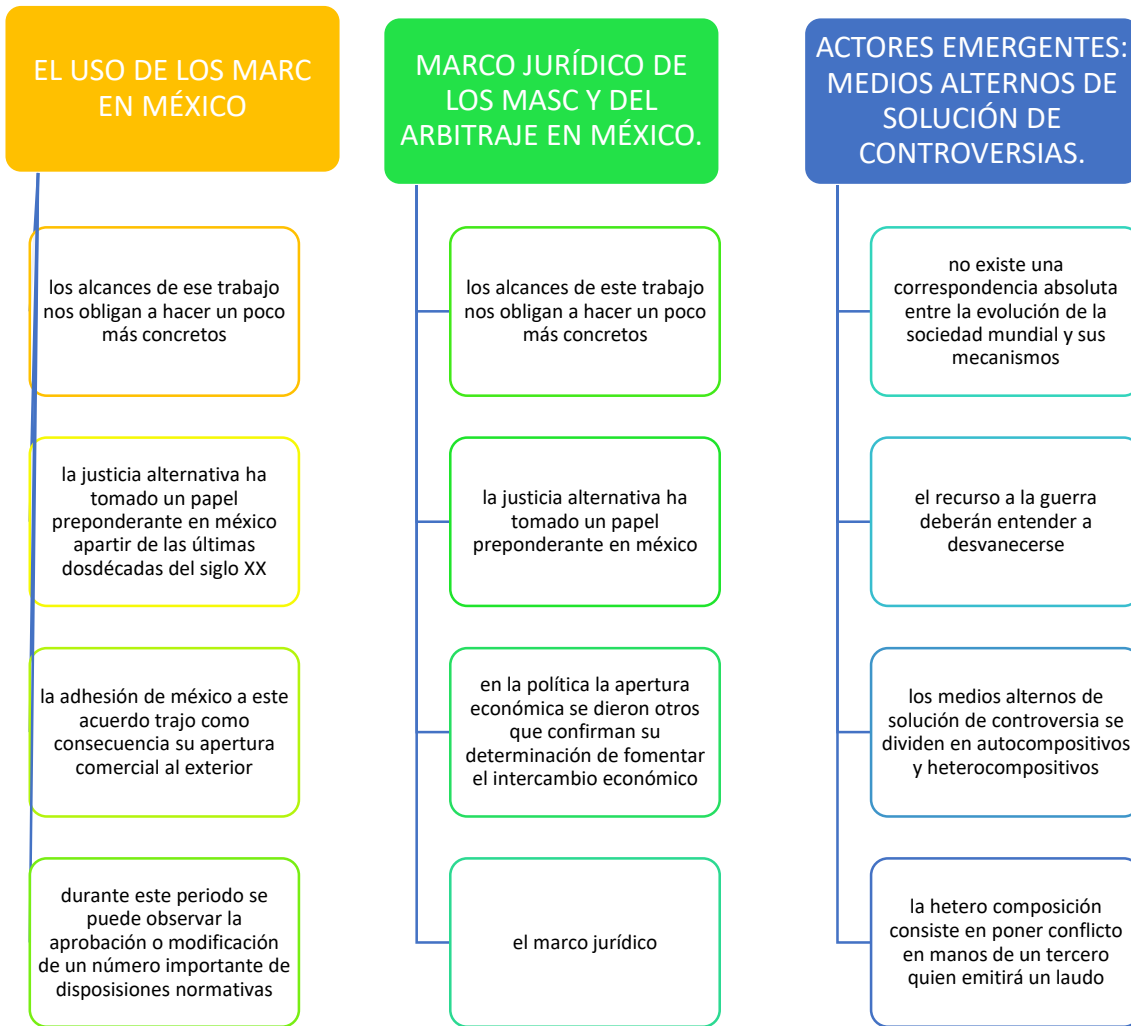 EL USO DE LOS MARC
EN MÉXICO
los alcances de ese trabajo
nos obligan a hacer un poco
más concretos
la justicia alternativa ha
tomado un papel
preponderante en méxico
apartir de las últimas
dosdécadas del siglo XX
la adhesión de méxico a este
acuerdo trajo como
consecuencia su apertura
comercial al exterior
durante este periodo se
puede observar la
aprobación o modificación
de un número importante de
disposisiones normativas
MARCO JURÍDICO DE
LOS MASC Y DEL
ARBITRAJE EN MÉXICO.
los alcances de este trabajo
nos obligan a hacer un poco
más concretos
la justicia alternativa ha
tomado un papel
preponderante en méxico
en la política la apertura
económica se dieron otros
que confirman su
determinación de fomentar
el intercambio económico
el marco jurídico
ACTORES EMERGENTES:
MEDIOS ALTERNOS DE
SOLUCIÓN DE
CONTROVERSIAS.
no existe una
correspondencia absoluta
entre la evolución de la
sociedad mundial y sus
mecanismos
el recurso a la guerra
deberán entender a
desvanecerse
los medios alternos de
solución de controversia se
dividen en autocompositivos
y heterocompositivos
la hetero composición
consiste en poner conflicto
en manos de un tercero
quien emitirá un laudo